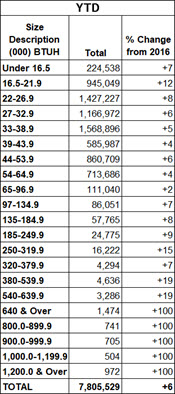 YTD
Size Description (000) BTUH Total % Change from 2016
Under 16.5 224,538 +7
16.5-21.9 945,049 +12
22-26.9 1,427,227 +8
27-32.9 1,166,972 +6
33-38.9 1,568,896 +5
39-43.9 585,987 +4
44-53.9 860,709 +6
54-64.9 713,686 +4
65-96.9 111,040 +2
97-134.9 86,051 +7
135-184.9 57,765 +8
185-249.9 24,775 +9
250-319.9 16,222 +15
320-379.9 4,294 +7
380-539.9 4,636 +19
540-639.9 3,286 +19
640 & Over 1,474 +100
800.0-899.9 741 +100
900.0-999.9 705 +100
1,000.0-1,199.9 504 +100
1,200.0 & Over 972 +100
TOTAL 7,805,529 +6